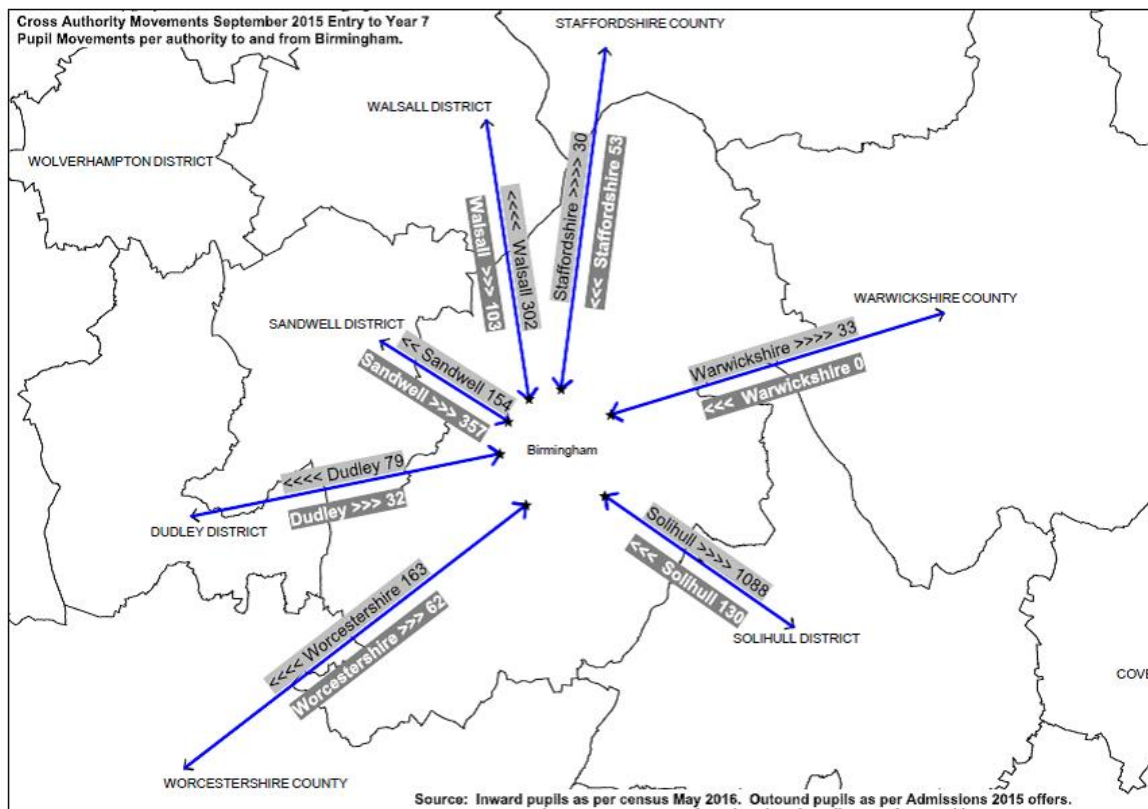 Cross Authority Movements September 2015 Entry to Year 7
Pupil Movements per authority to and from Birmingham.
STAFFORDSHIRE COUNTY
WALSALL DISTRICT
WOLVERHAMPTON DISTRICT
Staffordshire >>>>> 30
<<< Staffordshire 53
<<<< Walsall 302
Walsall >>> 103
WARWICKSHIRE COUNTY
SANDWELL DISTRICT
<< Sandwell 154
Sandwell >>> 357
Warwickshire >>>> 33
<<< Warwickshire 0
Birmingham
<<<< Dudley 79
Dudley >>> 32
DUDLEY DISTRICT
Solihull >>>> 1088
<<< Solihull 130
SOLIHULL DISTRICT
<<<< Worcestershire 163
Worcestershire >>> 62
COVE
WORCESTERSHIRE COUNTY
Source: Inward pupils as per census May 2016. Outound pupils as per Admissions 2015 offers.